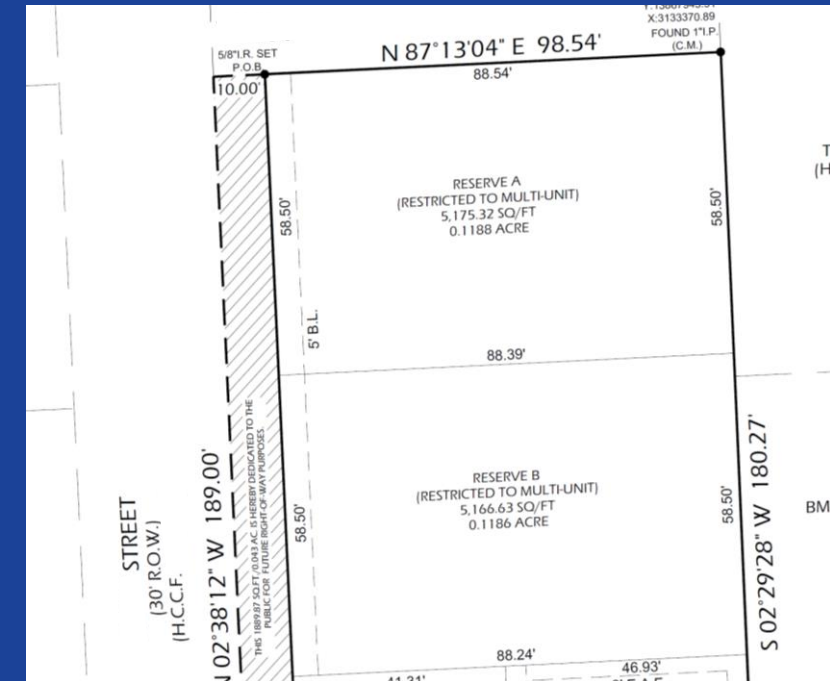 X:3133370.89
FOUND 1"I.P.
(C.M.)
5/8"I.R. SET
P.O.B.
N 87°13'04" E 98.54'
10.00'
88.54'
RESERVE A
(RESTRICTED TO MULTI-UNIT)
5,175.32 SQ/FT
0.1188 ACRE
58.50'
58.50'
5' B.L.
88.39'
THIS 1889.87 SQ.FT./0.043 AC. IS HEREBY DEDICATED TO THE
PUBLIC FOR FUTURE RIGHT-OF-WAY PURPOSES.
RESERVE B
(RESTRICTED TO MULTI-UNIT)
5,166.63 SQ/FT
0.1186 ACRE
58.50'
58.50'
STREET
(30' R.O.W.)
(H.C.C.F.
N 02°38'12" W 189.00'
S 02°29'28" W 180.27'
BM
T
(H
88.24'
41.31'
46.93'